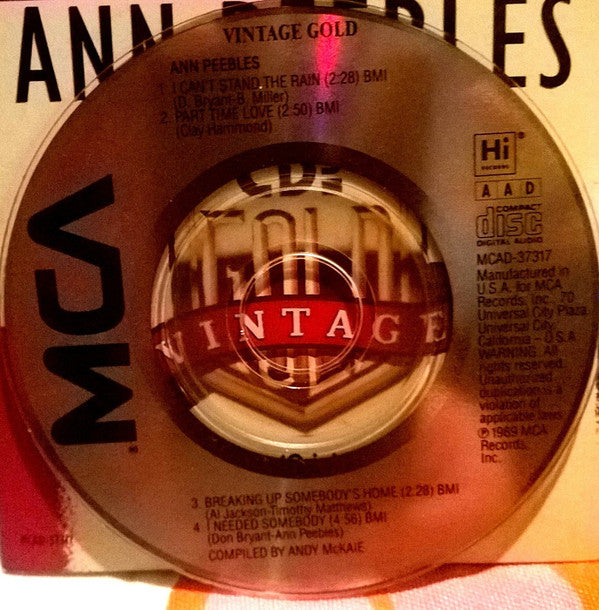 ANN PEEBLES
VINTAGE GOLD
ANN PEEBLES
1. I CAN'T STAND THE RAIN (2:28) BMI
(D. Bryant-B. Miller)
2. PART TIME LOVE (2:50) BMI
(Clay Hammond)
MCA
Hi
RECORDS
AAD
COMPACT
disc
DIGITAL AUDIO
MCAD-37317
Manufactured in
U.S.A. for MCA
Records, Inc., 70
Universal City Plaza,
Universal City,
California – U.S.A.
WARNING: All
rights reserved.
Unauthorized
duplication is a
violation of
applicable laws.
℗ 1989 MCA
Records,
Inc.
CD3
GOLD
VINTAGE
3. BREAKING UP SOMEBODY'S HOME (2:28) BMI
(Al Jackson-Timothy Matthews)
4. I NEEDED SOMEBODY (4:56) BMI
(Don Bryant-Ann Peebles)
COMPILED BY ANDY McKAIE